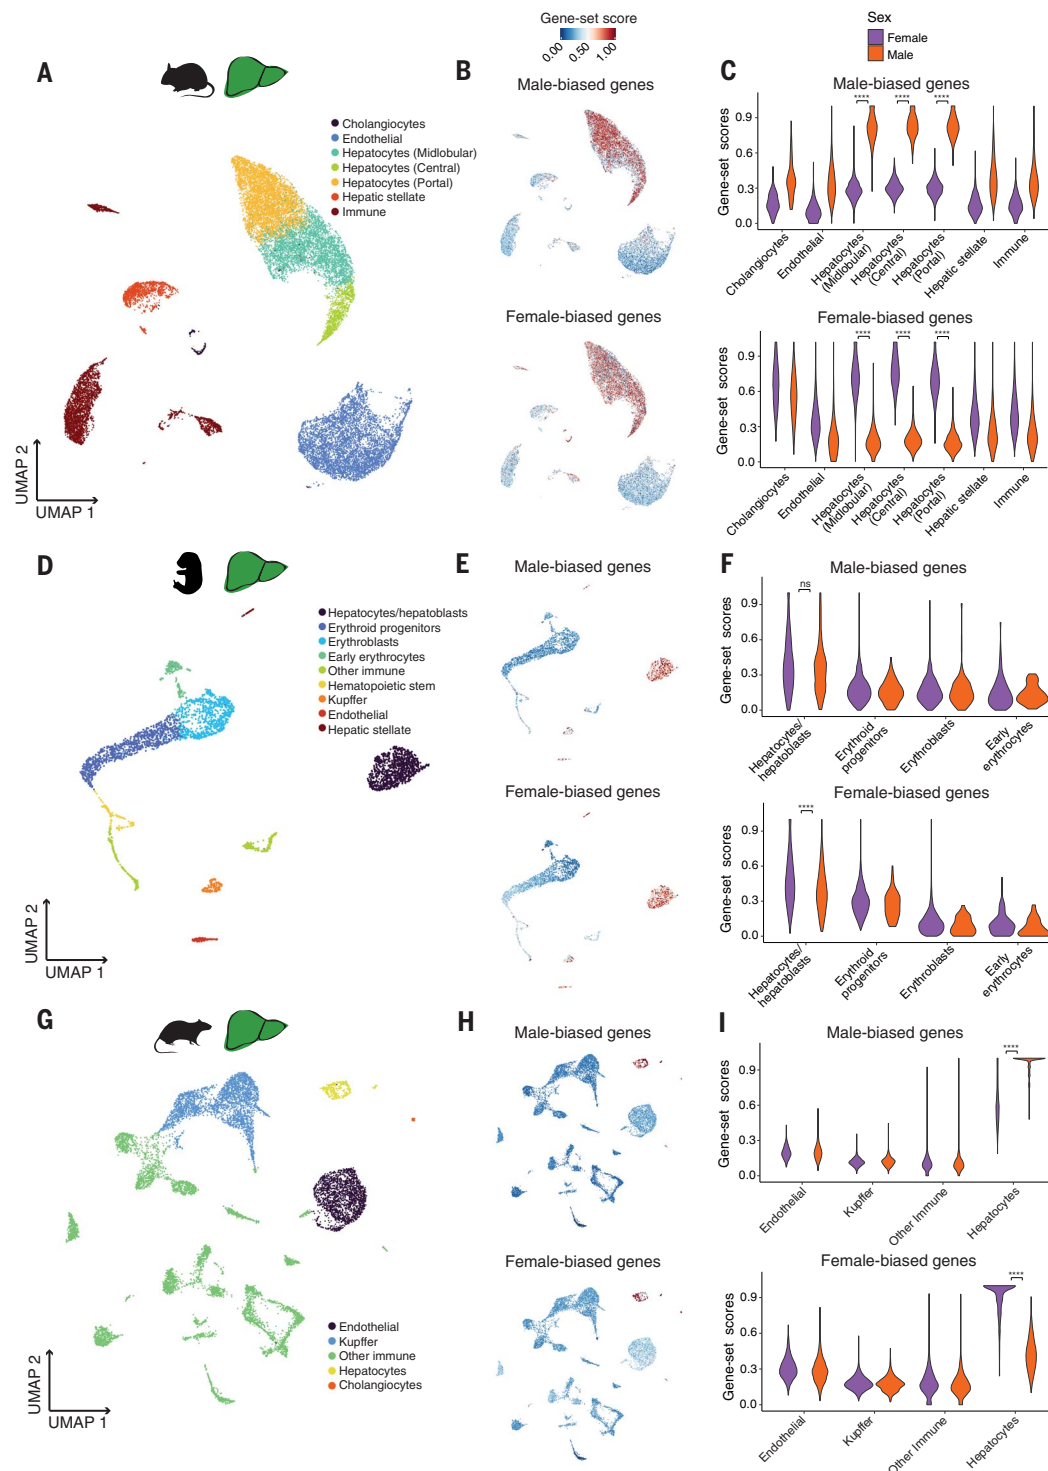 Gene-set score
0.00
0.50
1.00
Sex
Female
Male
A
Cholangiocytes
Endothelial
Hepatocytes (Midlobular)
Hepatocytes (Central)
Hepatocytes (Portal)
Hepatic stellate
Immune
UMAP 2
UMAP 1
B
Male-biased genes
Female-biased genes
C
Male-biased genes
Gene-set scores
0.9
0.6
0.3
0.0
****
****
****
Cholangiocytes
Endothelial
Hepatocytes
(Midlobular)
Hepatocytes
(Central)
Hepatocytes
(Portal)
Hepatic stellate
Immune
Female-biased genes
Gene-set scores
0.9
0.6
0.3
0.0
****
****
****
Cholangiocytes
Endothelial
Hepatocytes
(Midlobular)
Hepatocytes
(Central)
Hepatocytes
(Portal)
Hepatic stellate
Immune
D
Hepatocytes/hepatoblasts
Erythroid progenitors
Erythroblasts
Early erythrocytes
Other immune
Hematopoietic stem
Kupffer
Endothelial
Hepatic stellate
UMAP 2
UMAP 1
E
Male-biased genes
Female-biased genes
F
Male-biased genes
Gene-set scores
0.9
0.6
0.3
0.0
ns
Hepatocytes/
hepatoblasts
Erythroid
progenitors
Erythroblasts
Early
erythrocytes
Female-biased genes
Gene-set scores
0.9
0.6
0.3
0.0
****
Hepatocytes/
hepatoblasts
Erythroid
progenitors
Erythroblasts
Early
erythrocytes
G
Endothelial
Kupffer
Other immune
Hepatocytes
Cholangiocytes
UMAP 2
UMAP 1
H
Male-biased genes
Female-biased genes
I
Male-biased genes
Gene-set scores
0.9
0.6
0.3
0.0
****
Endothelial
Kupffer
Other Immune
Hepatocytes
Female-biased genes
Gene-set scores
0.9
0.6
0.3
0.0
****
Endothelial
Kupffer
Other Immune
Hepatocytes